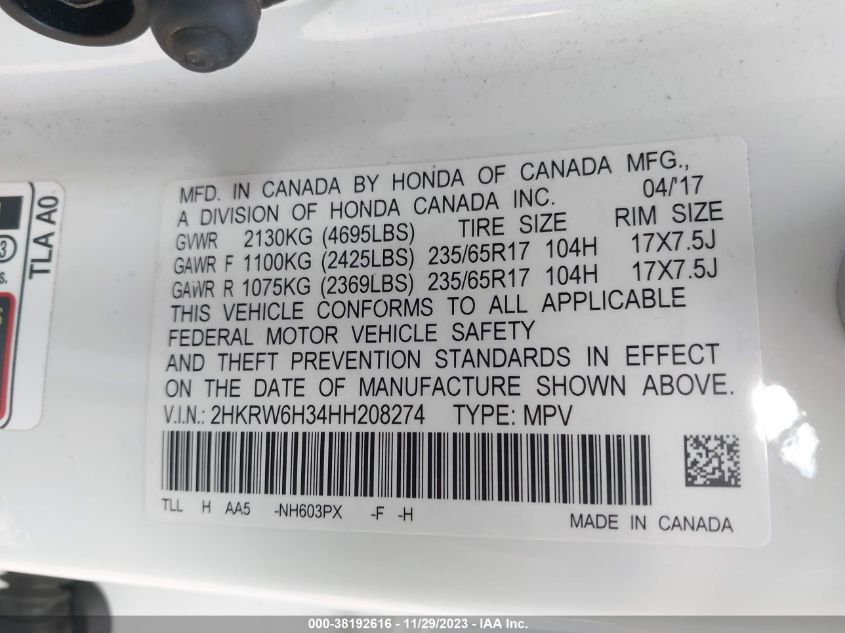 MFD. IN CANADA BY HONDA OF CANADA MFG.,
A DIVISION OF HONDA CANADA INC. 04/'17
GVWR 2130KG (4695LBS) TIRE SIZE RIM SIZE
GAWR F 1100KG (2425LBS) 235/65R17 104H 17X7.5J
GAWR R 1075KG (2369LBS) 235/65R17 104H 17X7.5J
THIS VEHICLE CONFORMS TO ALL APPLICABLE
FEDERAL MOTOR VEHICLE SAFETY
AND THEFT PREVENTION STANDARDS IN EFFECT
ON THE DATE OF MANUFACTURE SHOWN ABOVE.
V.I.N.: 2HKRW6H34HH208274 TYPE: MPV
TLL H AA5 -NH603PX -F -H
MADE IN CANADA
TLA A0
3
s.
000-38192616 - 11/29/2023 - IAA, Inc.